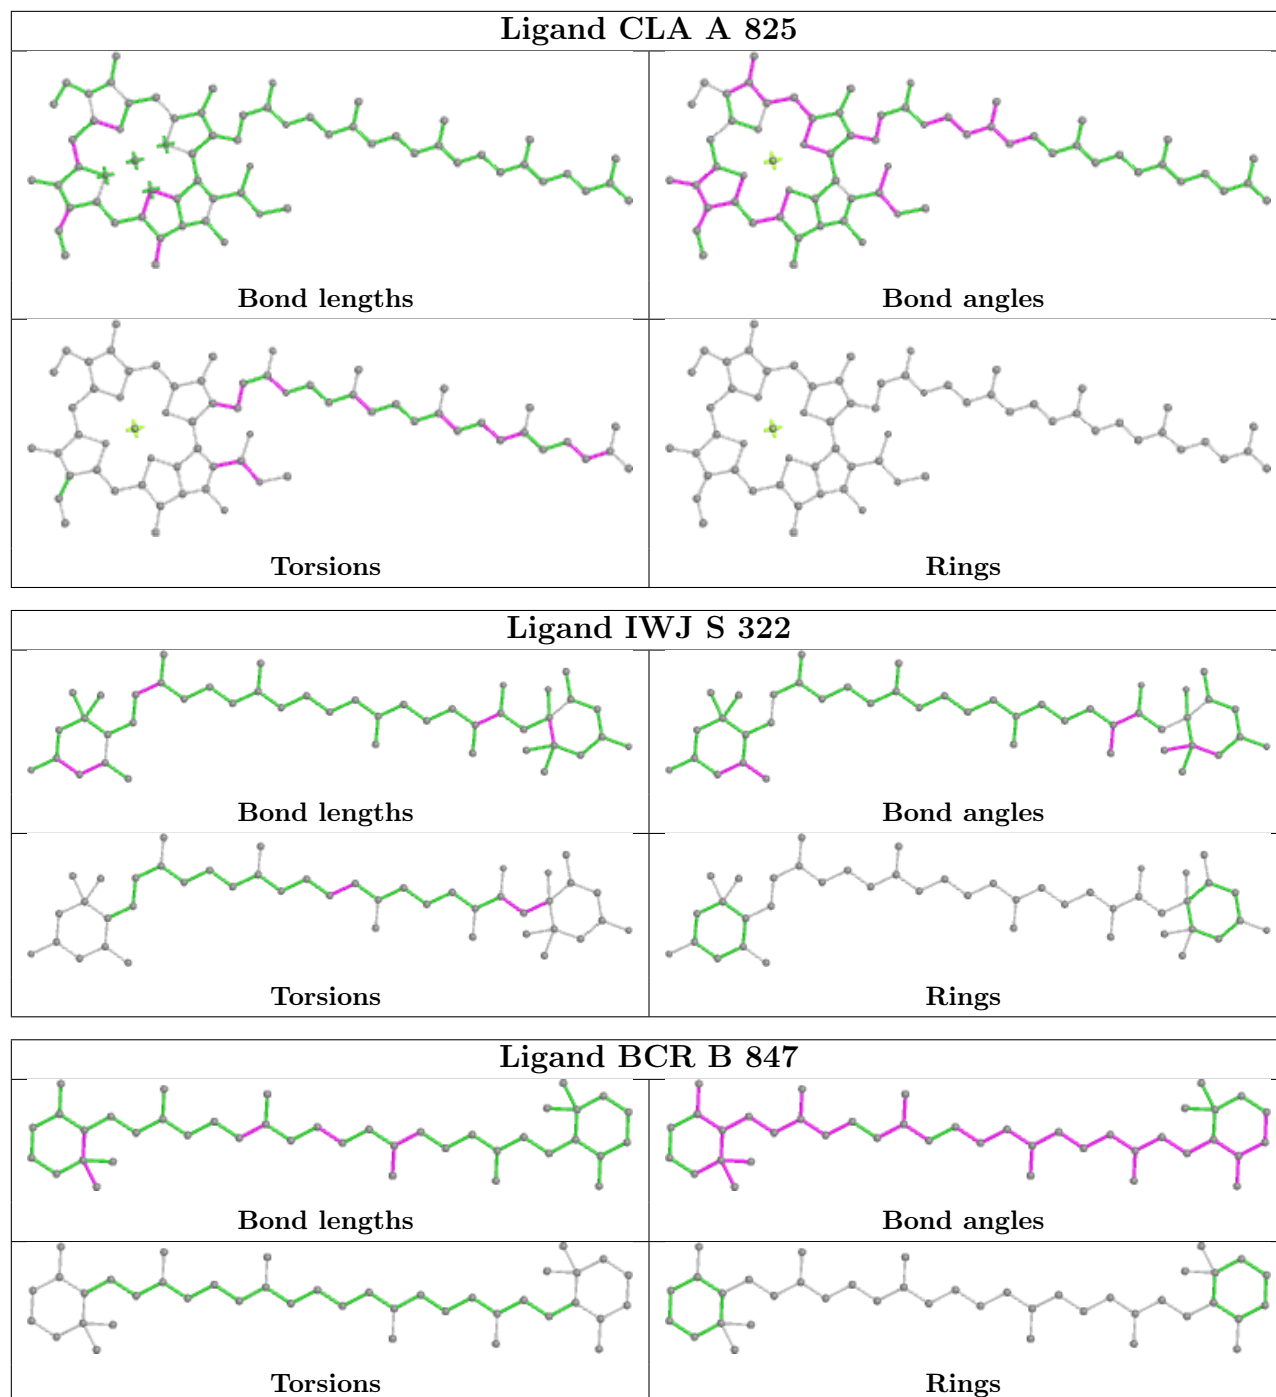 Ligand CLA A 825
Bond lengths
Bond angles
Torsions
Rings
Ligand IWJ S 322
Bond lengths
Bond angles
Torsions
Rings
Ligand BCR B 847
Bond lengths
Bond angles
Torsions
Rings